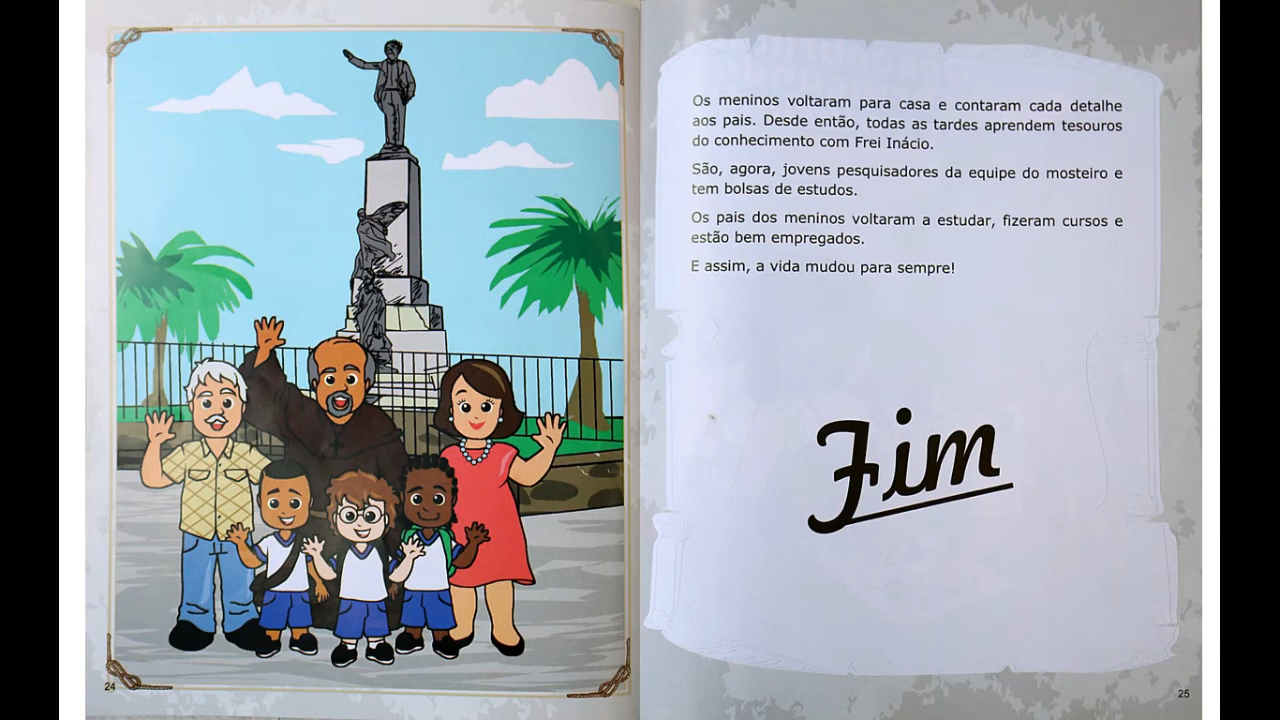 Os meninos voltaram para casa e contaram cada detalhe
aos pais. Desde então, todas as tardes aprendem tesouros
do conhecimento com Frei Inácio.
São, agora, jovens pesquisadores da equipe do mosteiro e
tem bolsas de estudos.
Os pais dos meninos voltaram a estudar, fizeram cursos e
estão bem empregados.
E assim, a vida mudou para sempre!
Fim
24
25